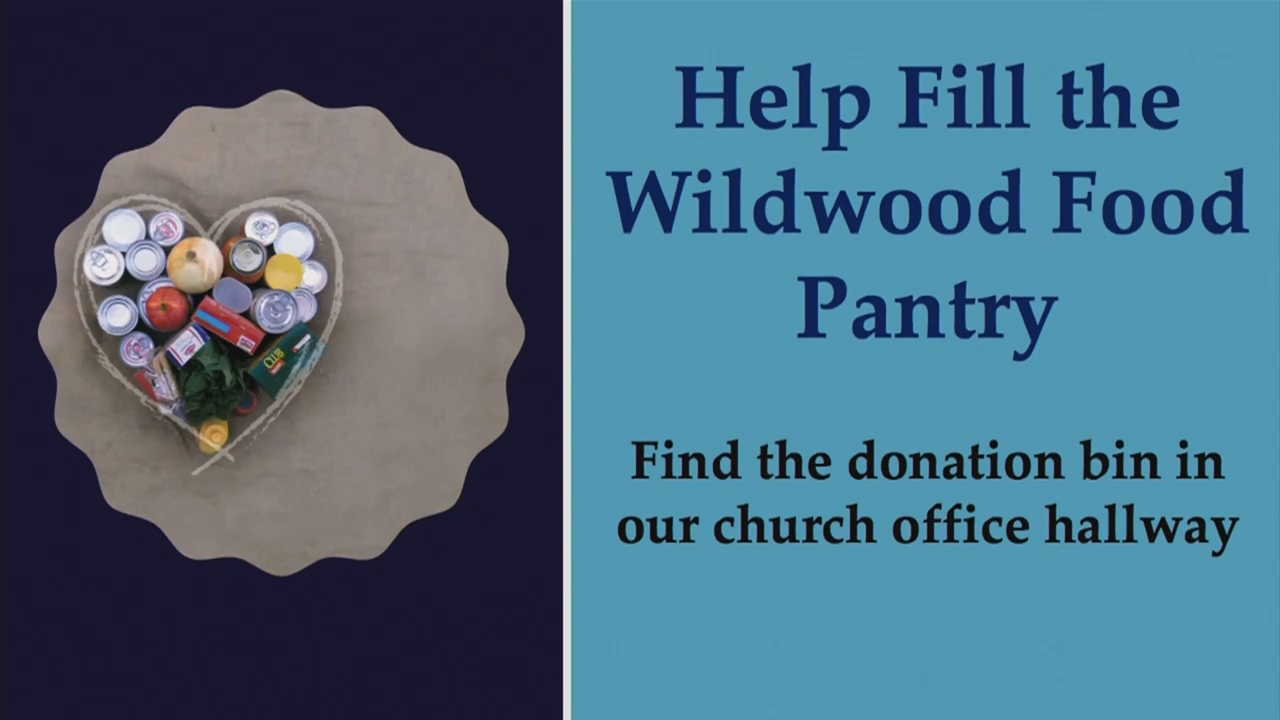 Help Fill the
Wildwood Food
Pantry
Find the donation bin in
our church office hallway